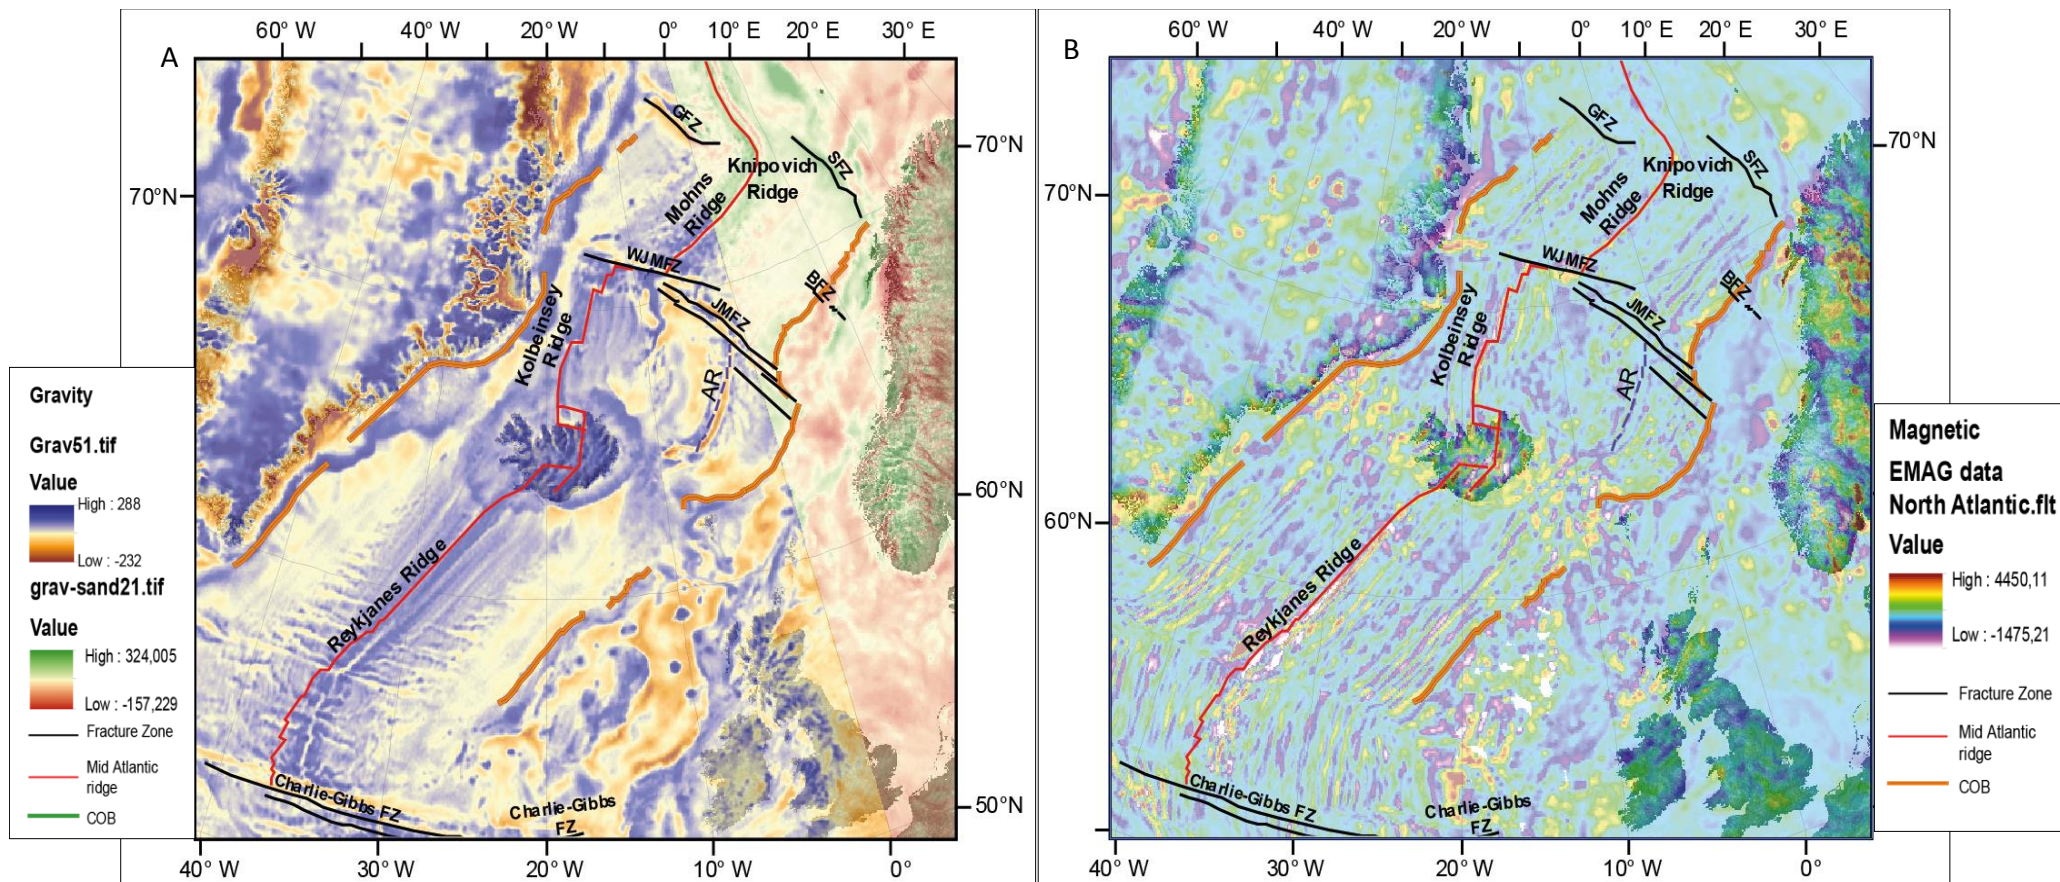 60° W 40° W 20° W 0° 10° E 20° E 30° E
A
70°N
70°N
60°N
50°N
40° W 30° W 20° W 10° W 0°
GFZ
SFZ
Knipovich
Ridge
Mohns
Ridge
WJMFZ
JMFZ
BFZ
Kolbeinsey
Ridge
AR
Reykjanes Ridge
Charlie-Gibbs FZ
Charlie-Gibbs
FZ
Gravity
Grav51.tif
Value
High : 288
Low : -232
grav-sand21.tif
Value
High : 324,005
Low : -157,229
Fracture Zone
Mid Atlantic
ridge
COB
60° W 40° W 20° W 0° 10° E 20° E 30° E
B
70°N
70°N
60°N
40° W 30° W 20° W 10° W 0°
GFZ
SFZ
Knipovich
Ridge
Mohns
Ridge
WJMFZ
JMFZ
BFZ
Kolbeinsey
Ridge
AR
Reykjanes Ridge
Charlie-Gibbs FZ
Charlie-Gibbs
FZ
Magnetic
EMAG data
North Atlantic.flt
Value
High : 4450,11
Low : -1475,21
Fracture Zone
Mid Atlantic
ridge
COB